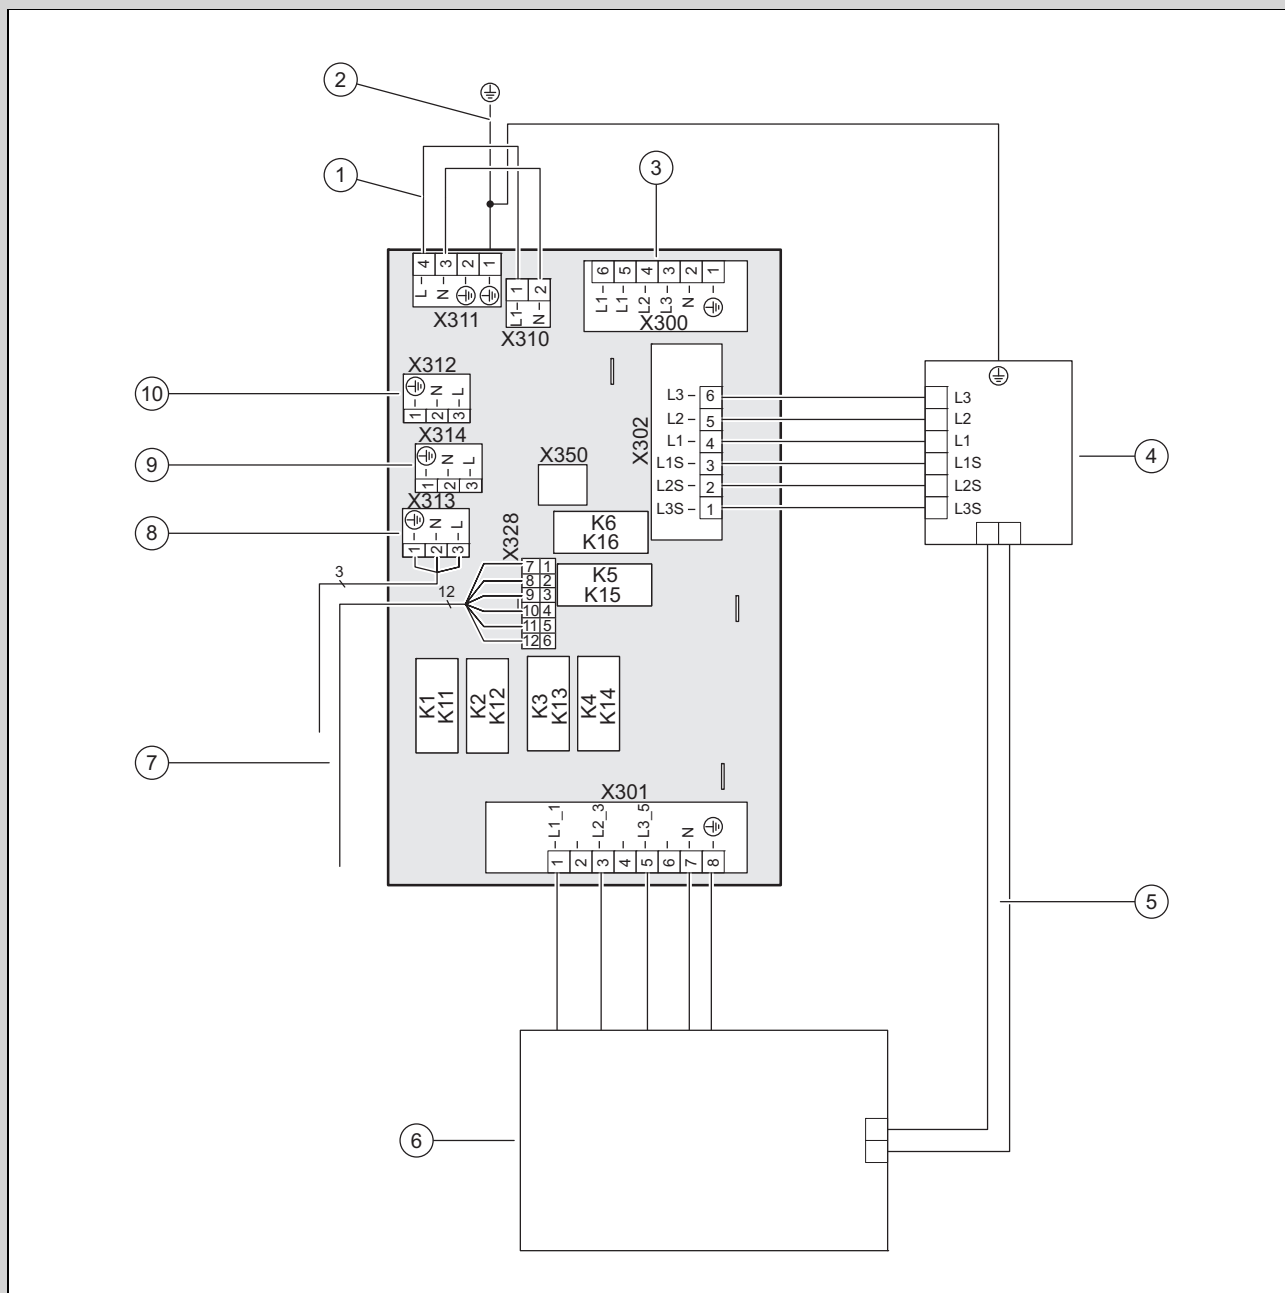 2
1
3
4 3 2 1
L N
X311
1 2
L1 N
X310
6 5 4 3 2 1
L1 L1 L2 L3 N
X300
X312
N L
1 2 3
10
X314
N L
1 2 3
9
X313
N L
1 2 3
8
X350
X302
L3 6
L2 5
L1 4
L1S 3
L2S 2
L3S 1
L3
L2
L1
L1S
L2S
L3S
4
K6
K16
X328
7 1
8 2
9 3
10 4
11 5
12 6
K5
K15
3
12
K1
K11
K2
K12
K3
K13
K4
K14
7
X301
L1_1 L2_3 L3_5 N
1 2 3 4 5 6 7 8
5
6